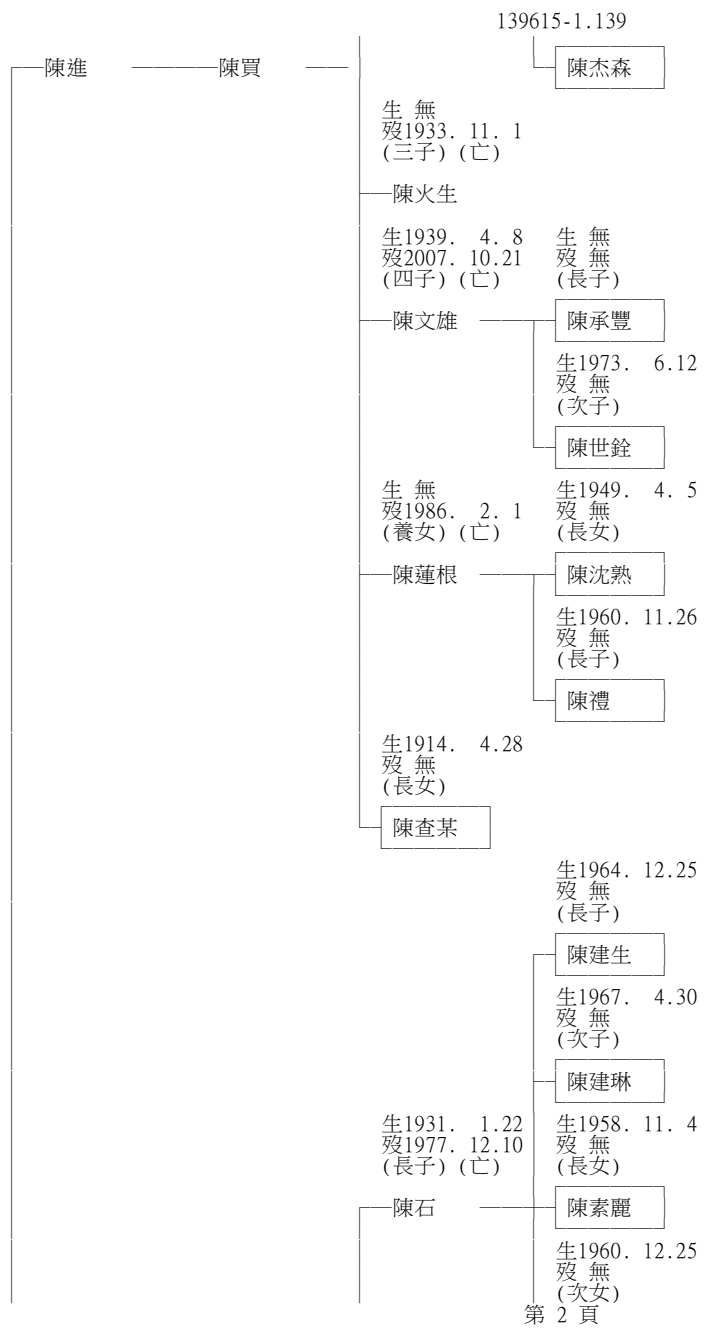 139615-1.139
陳進 陳買 陳杰森
生 無
歿1933. 11. 1
(三子) (亡)
陳火生
生1939. 4. 8 生 無
歿2007. 10.21 歿 無
(四子) (亡) (長子)
陳文雄 陳承豐
生1973. 6.12
歿 無
(次子)
陳世銓
生 無 生1949. 4. 5
歿1986. 2. 1 歿 無
(養女) (亡) (長女)
陳蓮根 陳沈熟
生1960. 11.26
歿 無
(長子)
陳禮
生1914. 4.28
歿 無
(長女)
陳查某
生1964. 12.25
歿 無
(長子)
陳建生
生1967. 4.30
歿 無
(次子)
陳建琳
生1931. 1.22 生1958. 11. 4
歿1977. 12.10 歿 無
(長子) (亡) (長女)
陳石 陳素麗
生1960. 12.25
歿 無
(次女)
第 2 頁